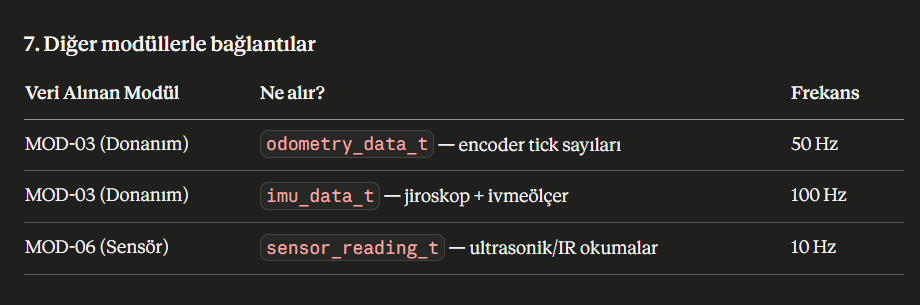 7. Diğer modüllerle bağlantılar
Veri Alınan Modül Ne alır? Frekans
MOD-03 (Donanım) odometry_data_t — encoder tick sayıları 50 Hz
MOD-03 (Donanım) imu_data_t — jiroskop + ivmeölçer 100 Hz
MOD-06 (Sensör) sensor_reading_t — ultrasonik/IR okumalar 10 Hz